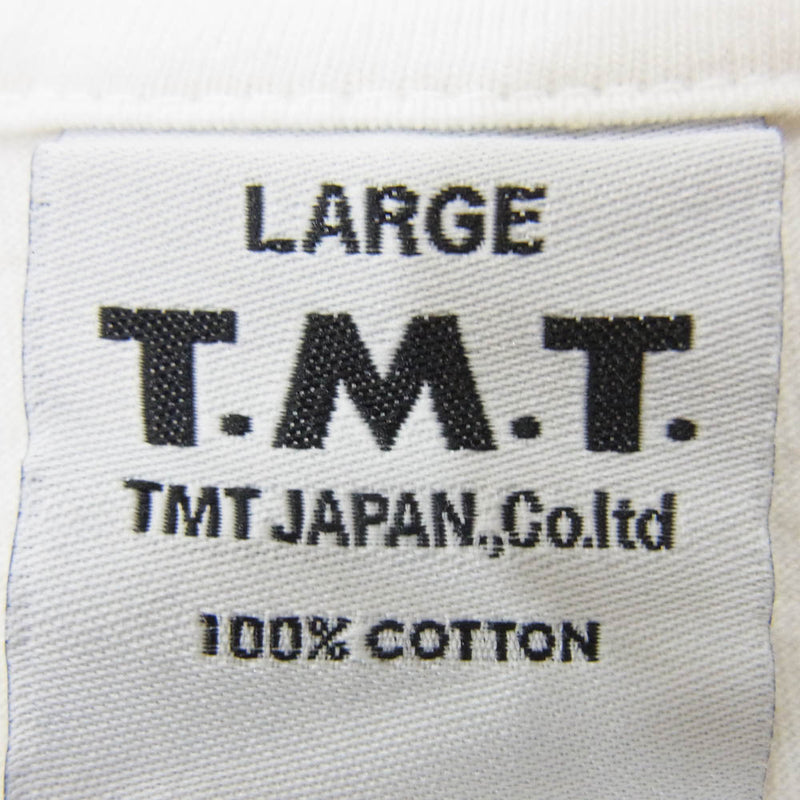 LARGE
T.M.T.
TMT JAPAN.,Co.ltd
100% COTTON